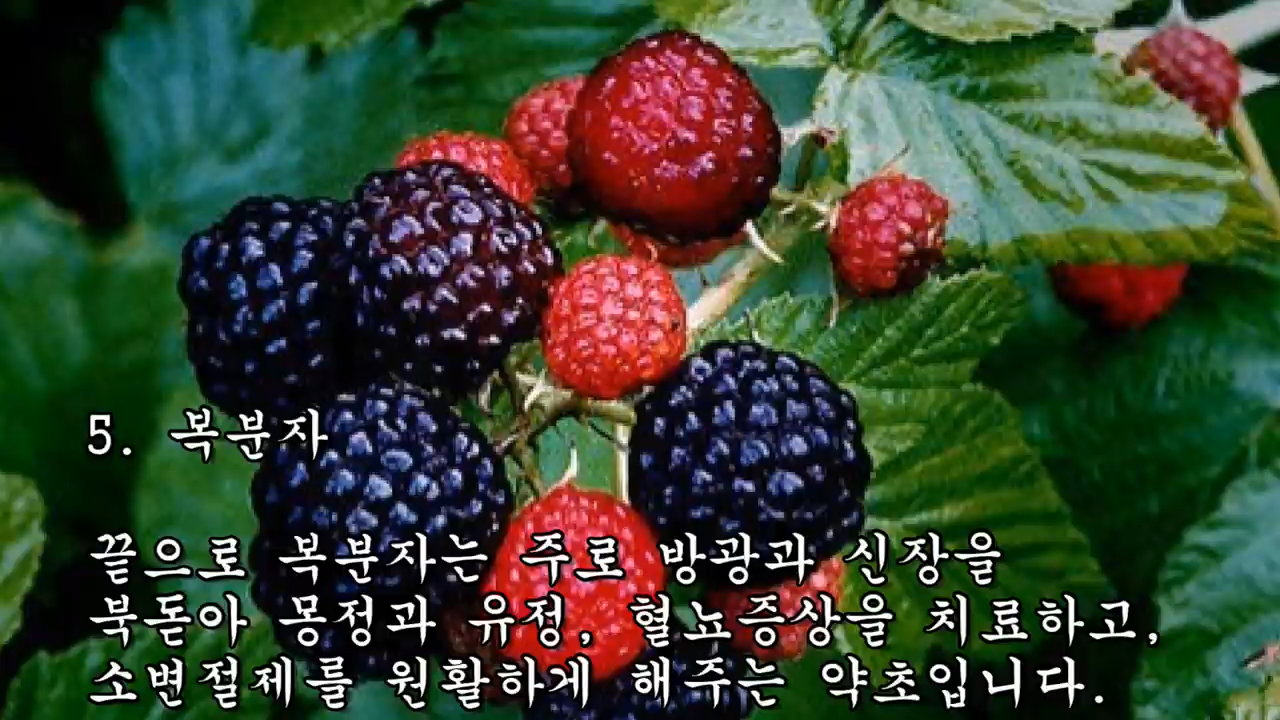 5. 복분자
끝으로 복분자는 주로 방광과 신장을
북돋아 몽정과 유정, 혈뇨증상을 치료하고,
소변절제를 원활하게 해주는 약초입니다.